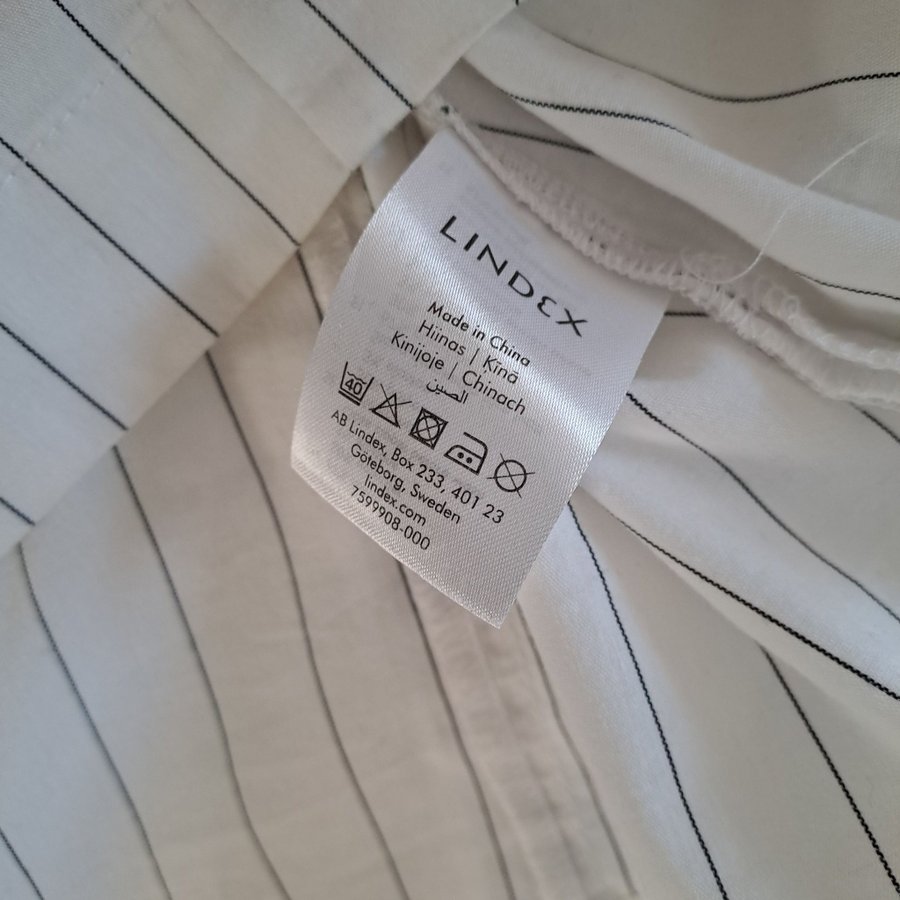 LINDEX
Made in China
Hiinas | Kina
Kinijoje | Chinach
الصين
40
AB Lindex, Box 233, 401 23
Göteborg, Sweden
lindex.com
7599908-000